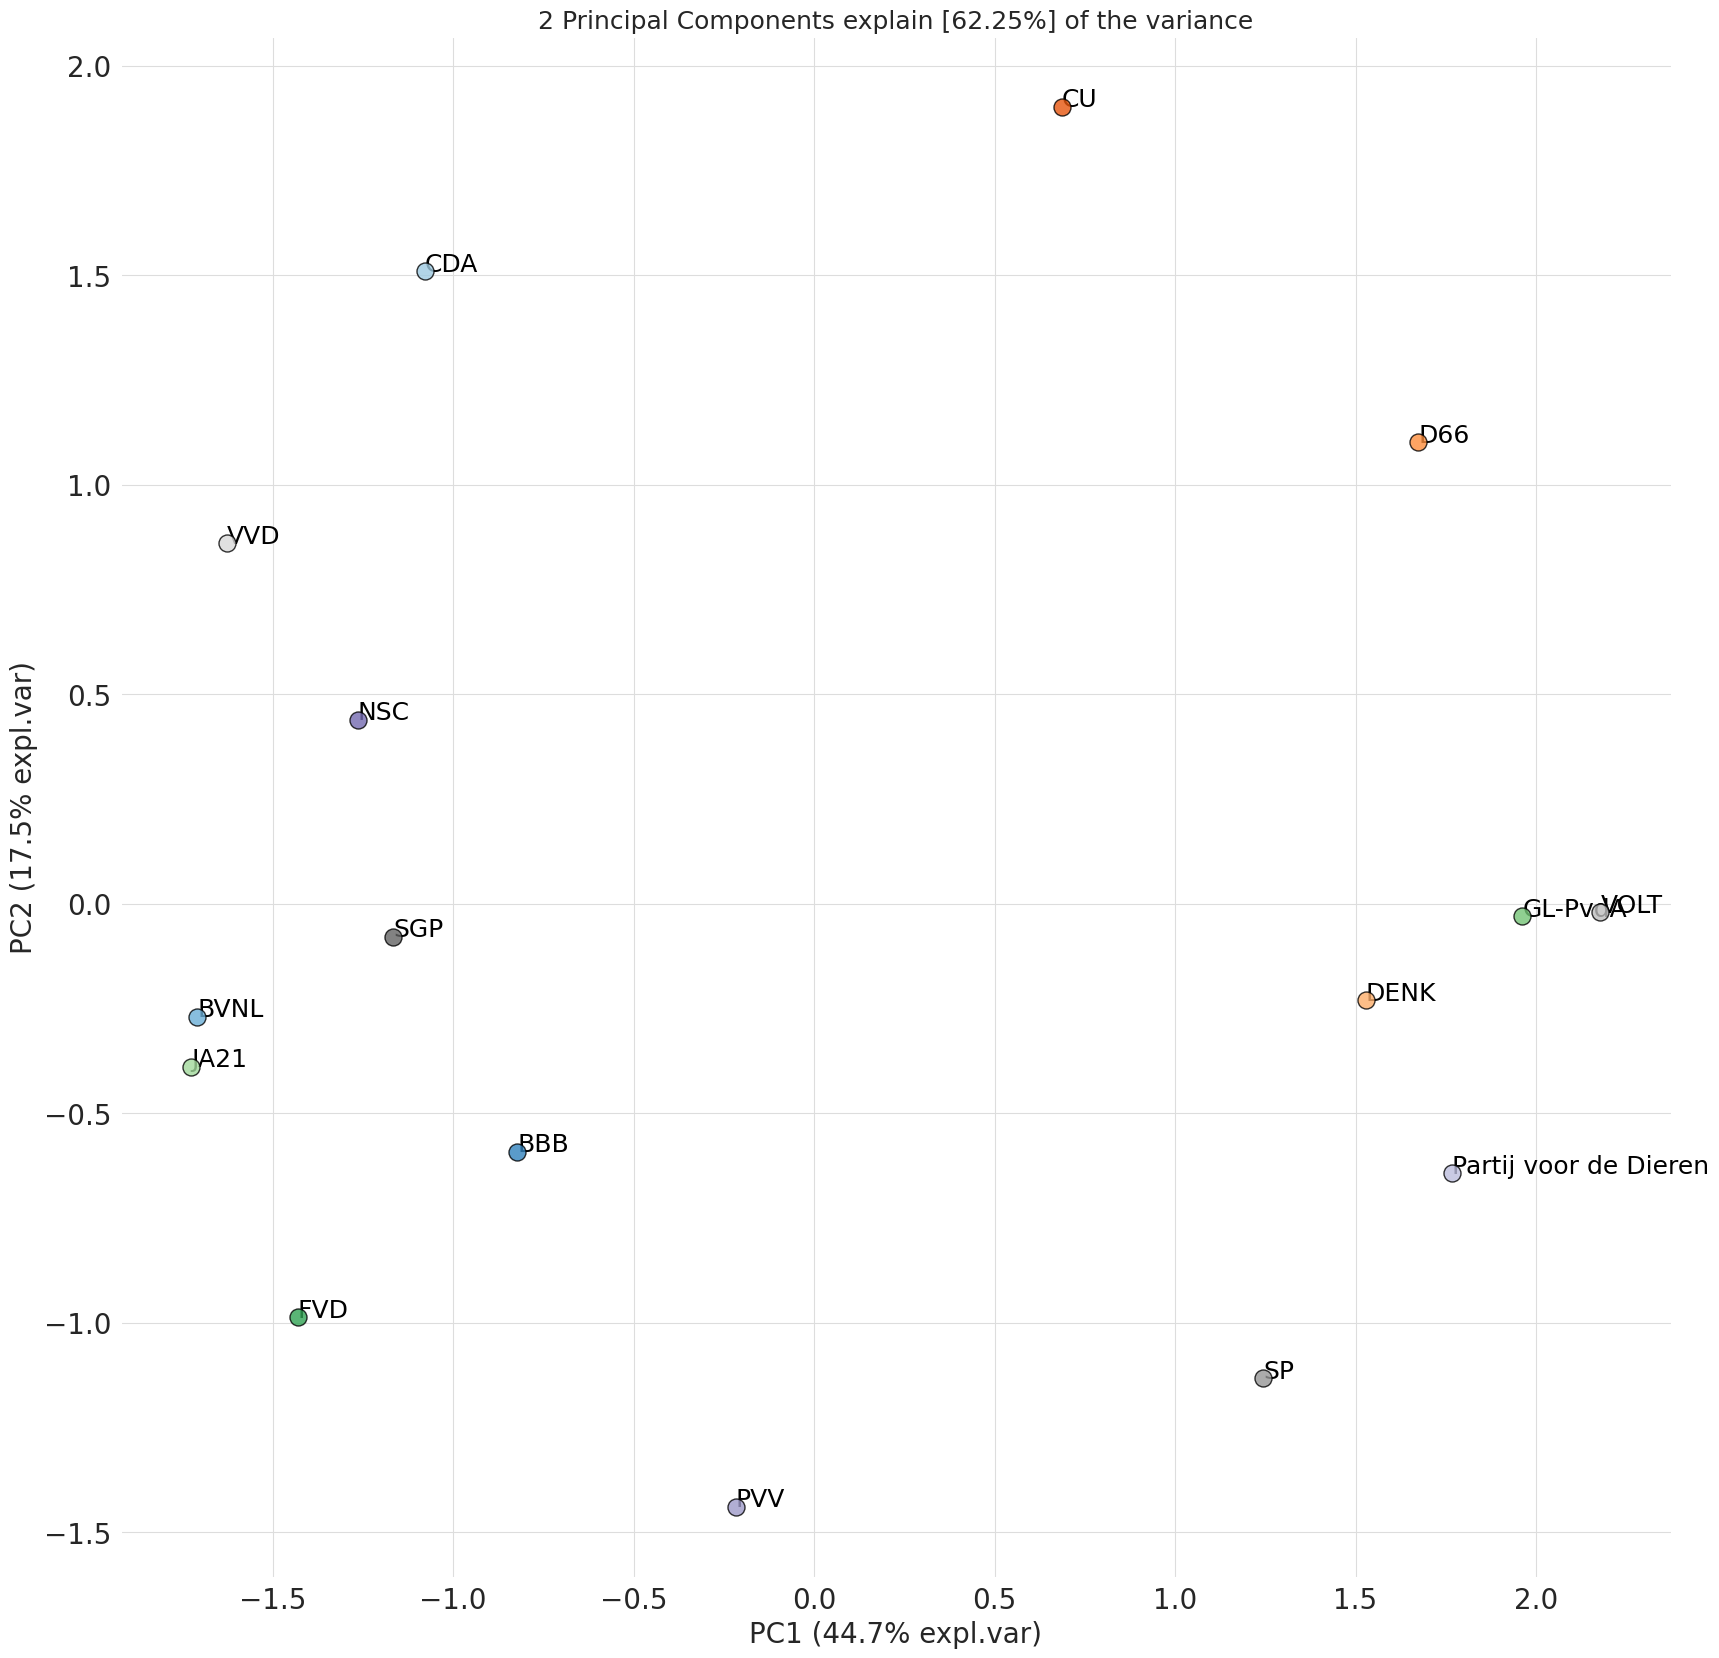 2 Principal Components explain [62.25%] of the variance
2.0
CU
CDA
1.5
D66
1.0
VVD
0.5
NSC
PC2 (17.5% expl.var)
0.0
GL-PvdA
VOLT
SGP
DENK
BVNL
JA21
−0.5
BBB
Partij voor de Dieren
FVD
−1.0
SP
PVV
−1.5
−1.5 −1.0 −0.5 0.0 0.5 1.0 1.5 2.0
PC1 (44.7% expl.var)